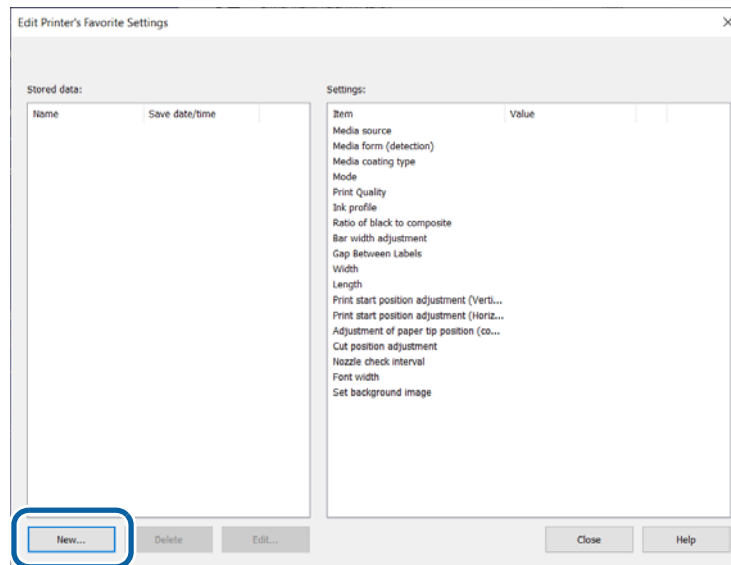 Edit Printer's Favorite Settings
Stored data:
Name Save date/time
Settings:
Item Value
Media source
Media form (detection)
Media coating type
Mode
Print Quality
Ink profile
Ratio of black to composite
Bar width adjustment
Gap Between Labels
Width
Length
Print start position adjustment (Verti...
Print start position adjustment (Horiz...
Adjustment of paper tip position (co...
Cut position adjustment
Nozzle check interval
Font width
Set background image
New... Delete Edit... Close Help